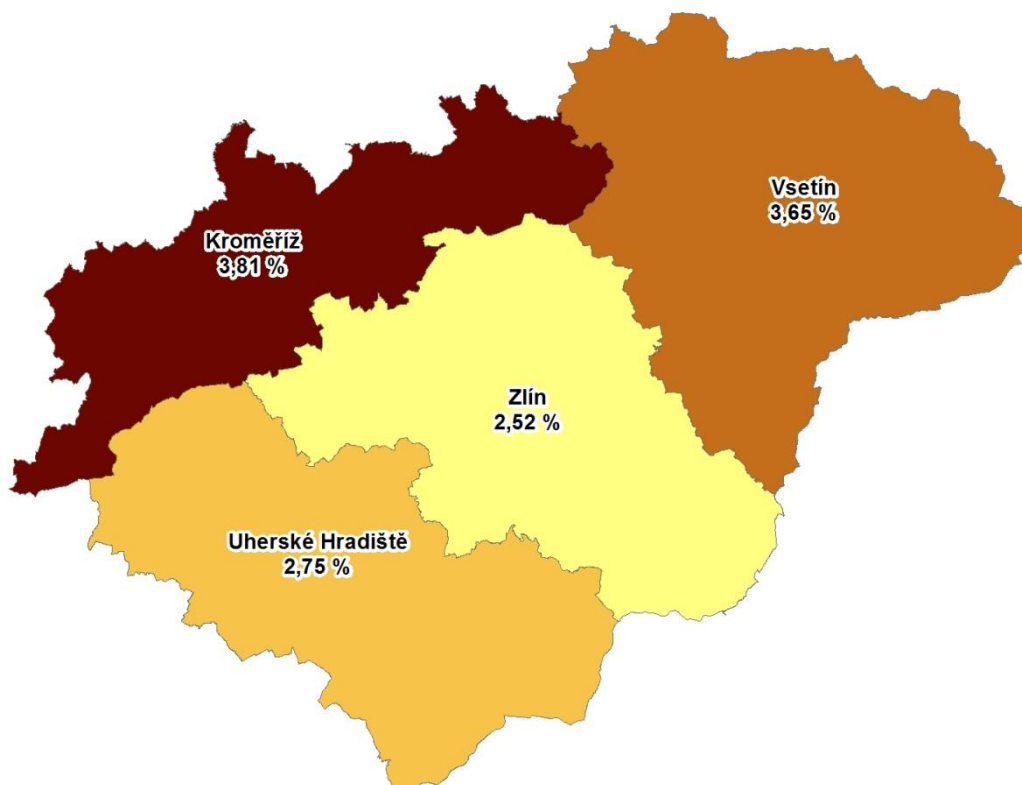 Vsetín
3,65 %
Kroměříž
3,81 %
Zlín
2,52 %
Uherské Hradiště
2,75 %